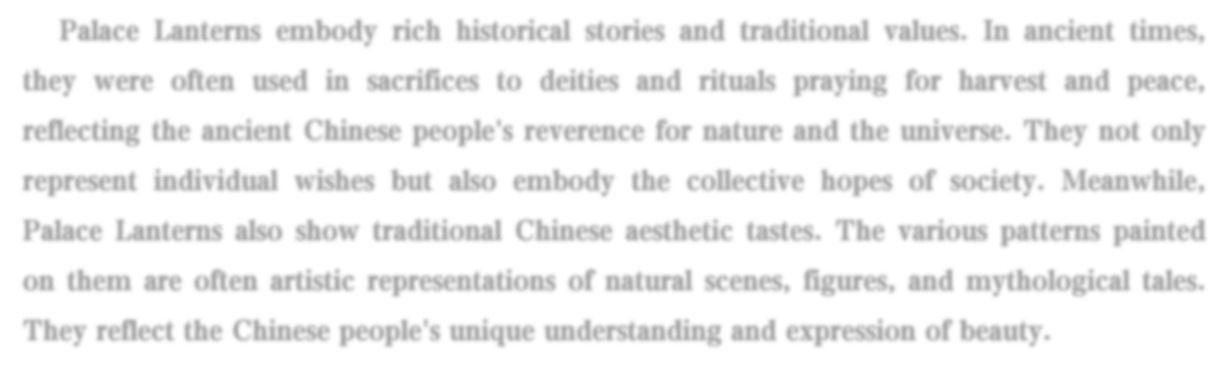 Palace Lanterns embody rich historical stories and traditional values. In ancient times,
they were often used in sacrifices to deities and rituals praying for harvest and peace,
reflecting the ancient Chinese people's reverence for nature and the universe. They not only
represent individual wishes but also embody the collective hopes of society. Meanwhile,
Palace Lanterns also show traditional Chinese aesthetic tastes. The various patterns painted
on them are often artistic representations of natural scenes, figures, and mythological tales.
They reflect the Chinese people's unique understanding and expression of beauty.